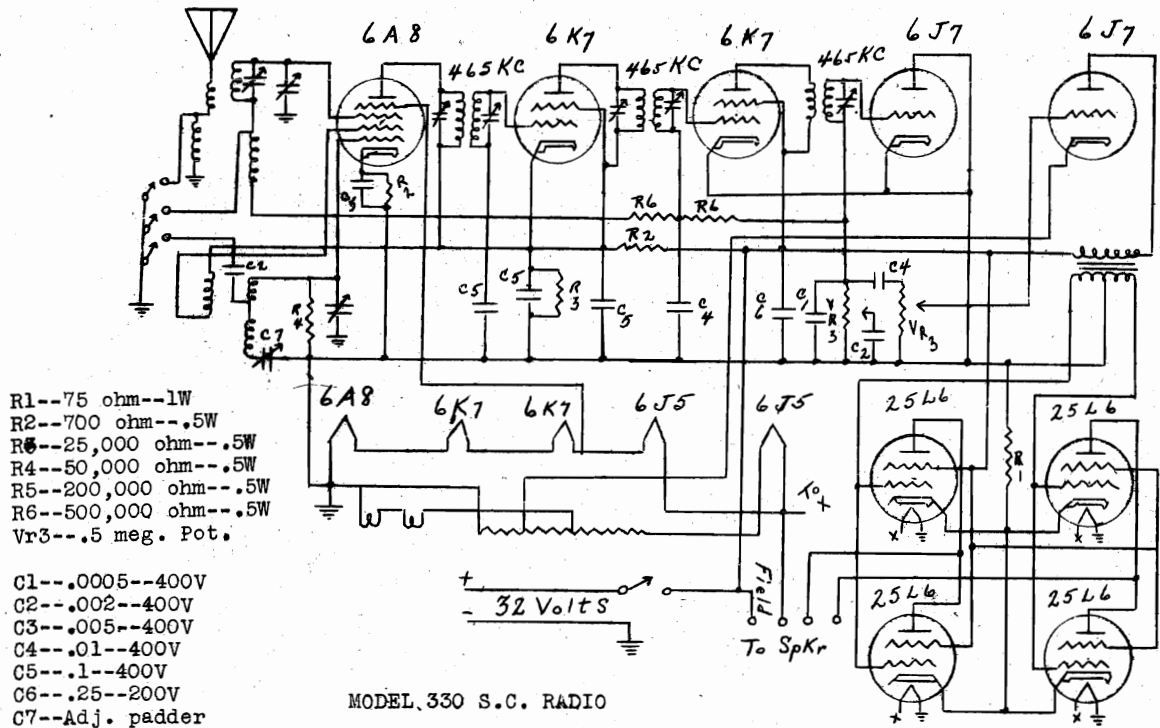 6A8
6K7
6K7
6J7
6J7
465KC
465KC
465KC
R2
R6
R6
R2
C2
C5
C5
R3
C5
C4
C6
C1
VR3
C2
C4
VR3
R4
C7
6A8
6K7
6K7
6J5
6J5
25L6
25L6
R1
To x
x
x
+
- 32 Volts
Field
To SpKr
25L6
25L6
x
x
R1--75 ohm--1W
R2--700 ohm--.5W
R3--25,000 ohm--.5W
R4--50,000 ohm--.5W
R5--200,000 ohm--.5W
R6--500,000 ohm--.5W
Vr3--.5 meg. Pot.
C1--.0005--400V
C2--.002--400V
C3--.005--400V
C4--.01--400V
C5--.1--400V
C6--.25--200V
C7--Adj. padder
MODEL 330 S.C. RADIO